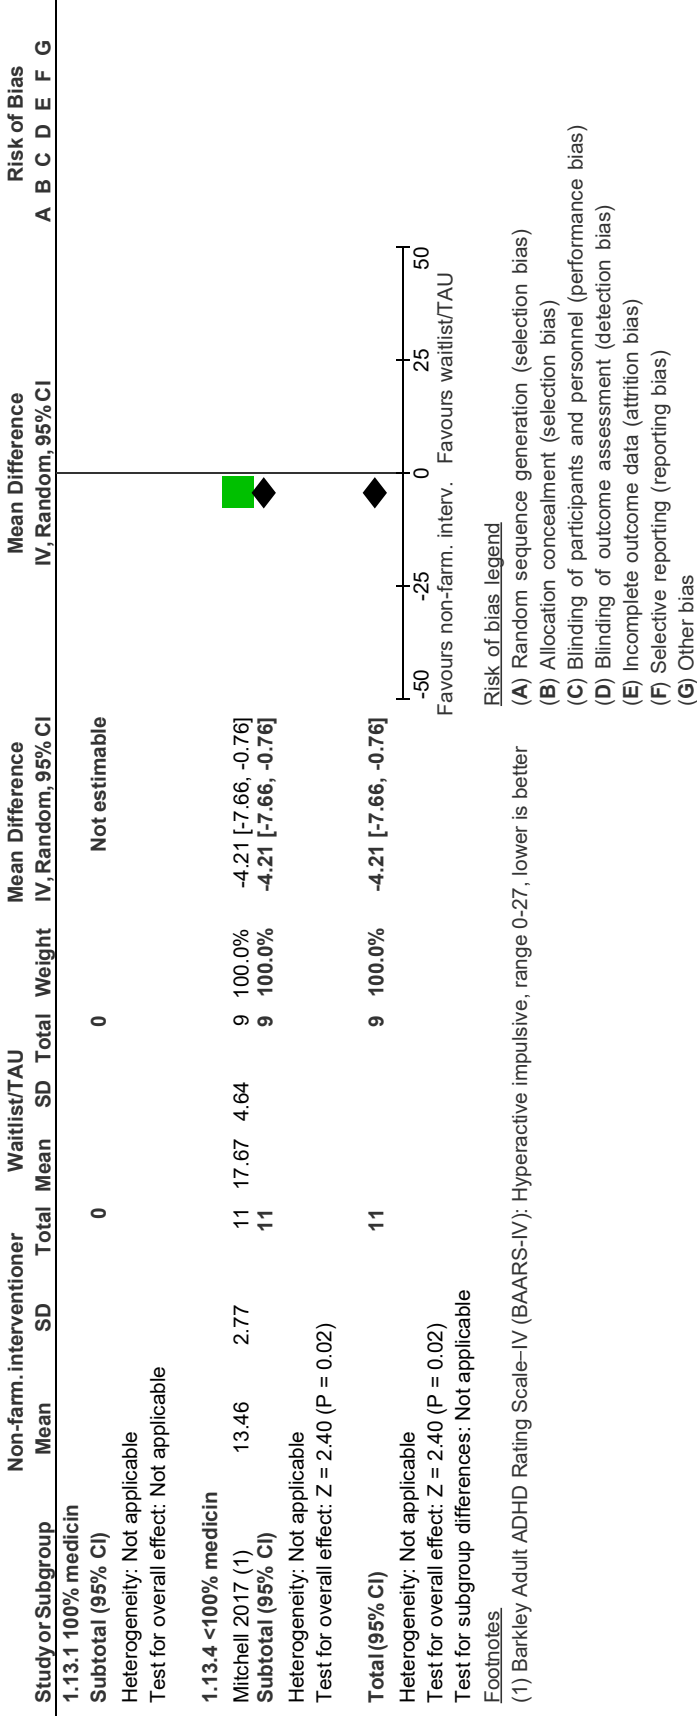 Non-farm. interventioner Waitlist/TAU Mean Difference Mean Difference Risk of Bias
Study or Subgroup Mean SD Total Mean SD Total Weight IV, Random, 95% CI IV, Random, 95% CI A B C D E F G
1.13.1 100% medicin
Subtotal (95% CI) 0 0 Not estimable
Heterogeneity: Not applicable
Test for overall effect: Not applicable
1.13.4 <100% medicin
Mitchell 2017 (1) 13.46 2.77 11 17.67 4.64 9 100.0% -4.21 [-7.66, -0.76]
Subtotal (95% CI) 11 9 100.0% -4.21 [-7.66, -0.76]
Heterogeneity: Not applicable
Test for overall effect: Z = 2.40 (P = 0.02)
Total (95% CI) 11 9 100.0% -4.21 [-7.66, -0.76]
Heterogeneity: Not applicable
Test for overall effect: Z = 2.40 (P = 0.02)
Test for subgroup differences: Not applicable
-50 -25 0 25 50
Favours non-farm. interv. Favours waitlist/TAU
Footnotes
(1) Barkley Adult ADHD Rating Scale–IV (BAARS-IV): Hyperactive impulsive, range 0-27, lower is better
Risk of bias legend
(A) Random sequence generation (selection bias)
(B) Allocation concealment (selection bias)
(C) Blinding of participants and personnel (performance bias)
(D) Blinding of outcome assessment (detection bias)
(E) Incomplete outcome data (attrition bias)
(F) Selective reporting (reporting bias)
(G) Other bias